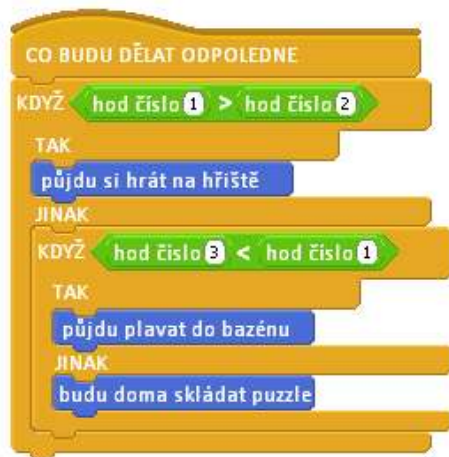 CO BUDU DĚLAT ODPOLEDNE
KDYŽ hod číslo 1 > hod číslo 2
TAK
půjdu si hrát na hřiště
JINAK
KDYŽ hod číslo 3 < hod číslo 1
TAK
půjdu plavat do bazénu
JINAK
budu doma skládat puzzle